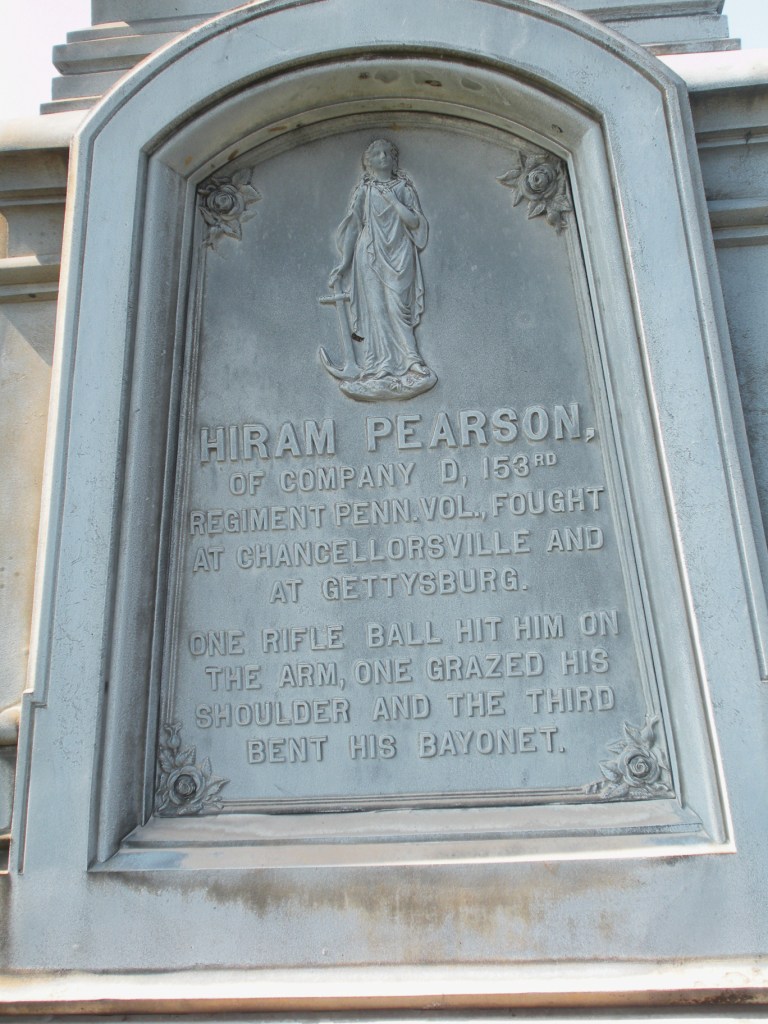 HIRAM PEARSON,
OF COMPANY D, 153RD
REGIMENT PENN. VOL., FOUGHT
AT CHANCELLORSVILLE AND
AT GETTYSBURG.
ONE RIFLE BALL HIT HIM ON
THE ARM, ONE GRAZED HIS
SHOULDER AND THE THIRD
BENT HIS BAYONET.